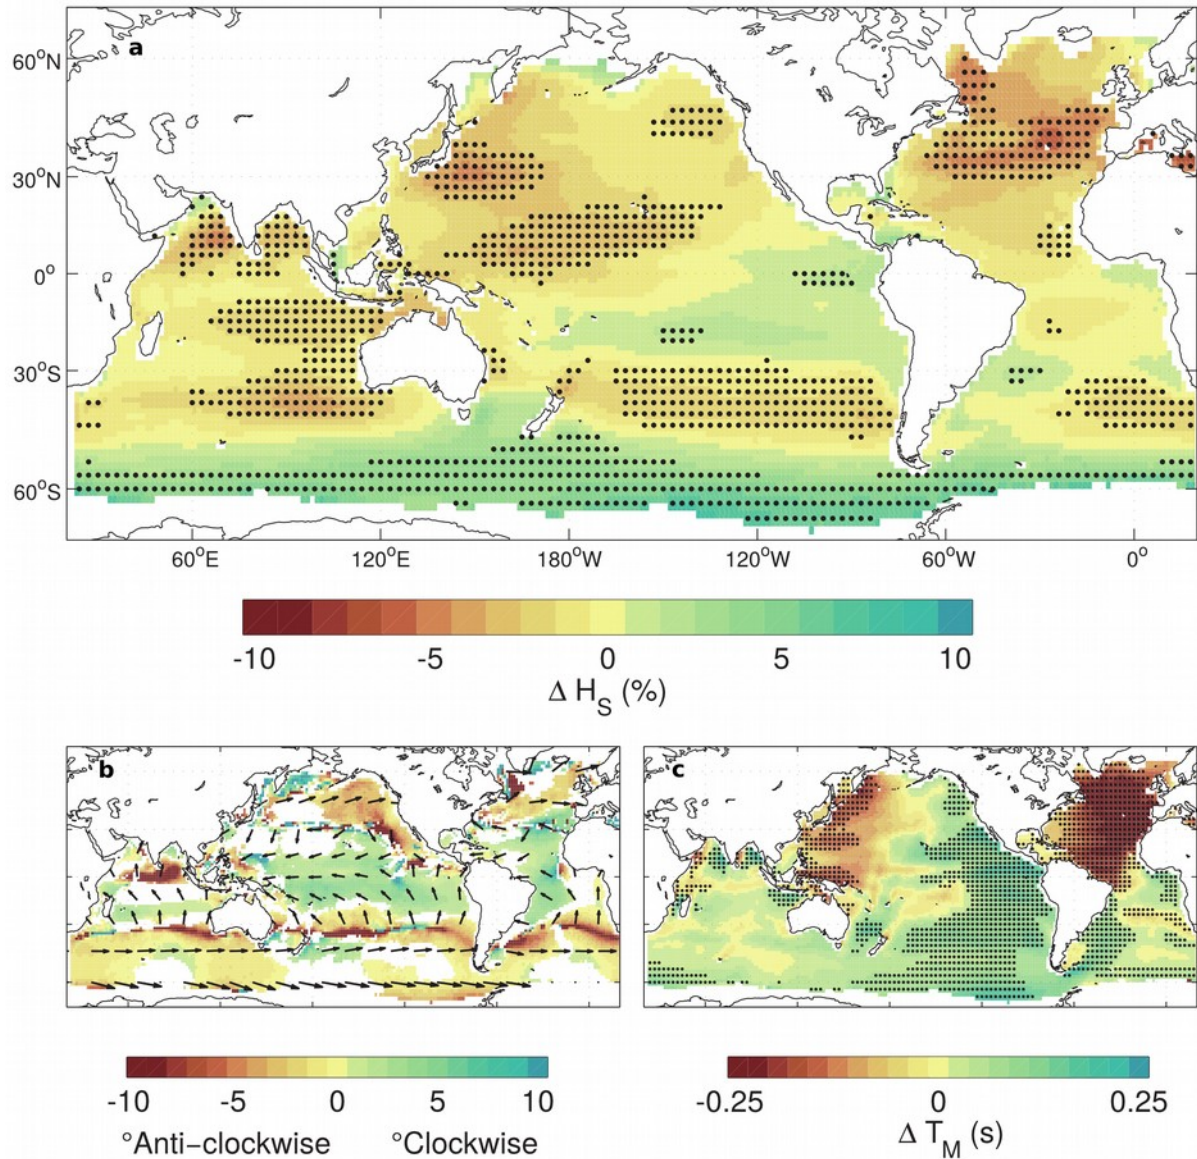 a
60°N
30°N
0°
30°S
60°S
60°E 120°E 180°W 120°W 60°W 0°
-10 -5 0 5 10
Δ H_S (%)
b c
-10 -5 0 5 10
°Anti−clockwise °Clockwise
-0.25 0 0.25
Δ T_M (s)